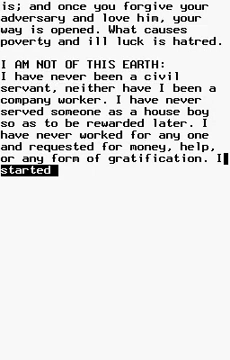 is; and once you forgive your
adversary and love him, your
way is opened. What causes
poverty and ill luck is hatred.

I AM NOT OF THIS EARTH:
I have never been a civil
servant, neither have I been a
company worker. I have never
served someone as a house boy
so as to be rewarded later. I
have never worked for any one
and requested for money, help,
or any form of gratification. I
started